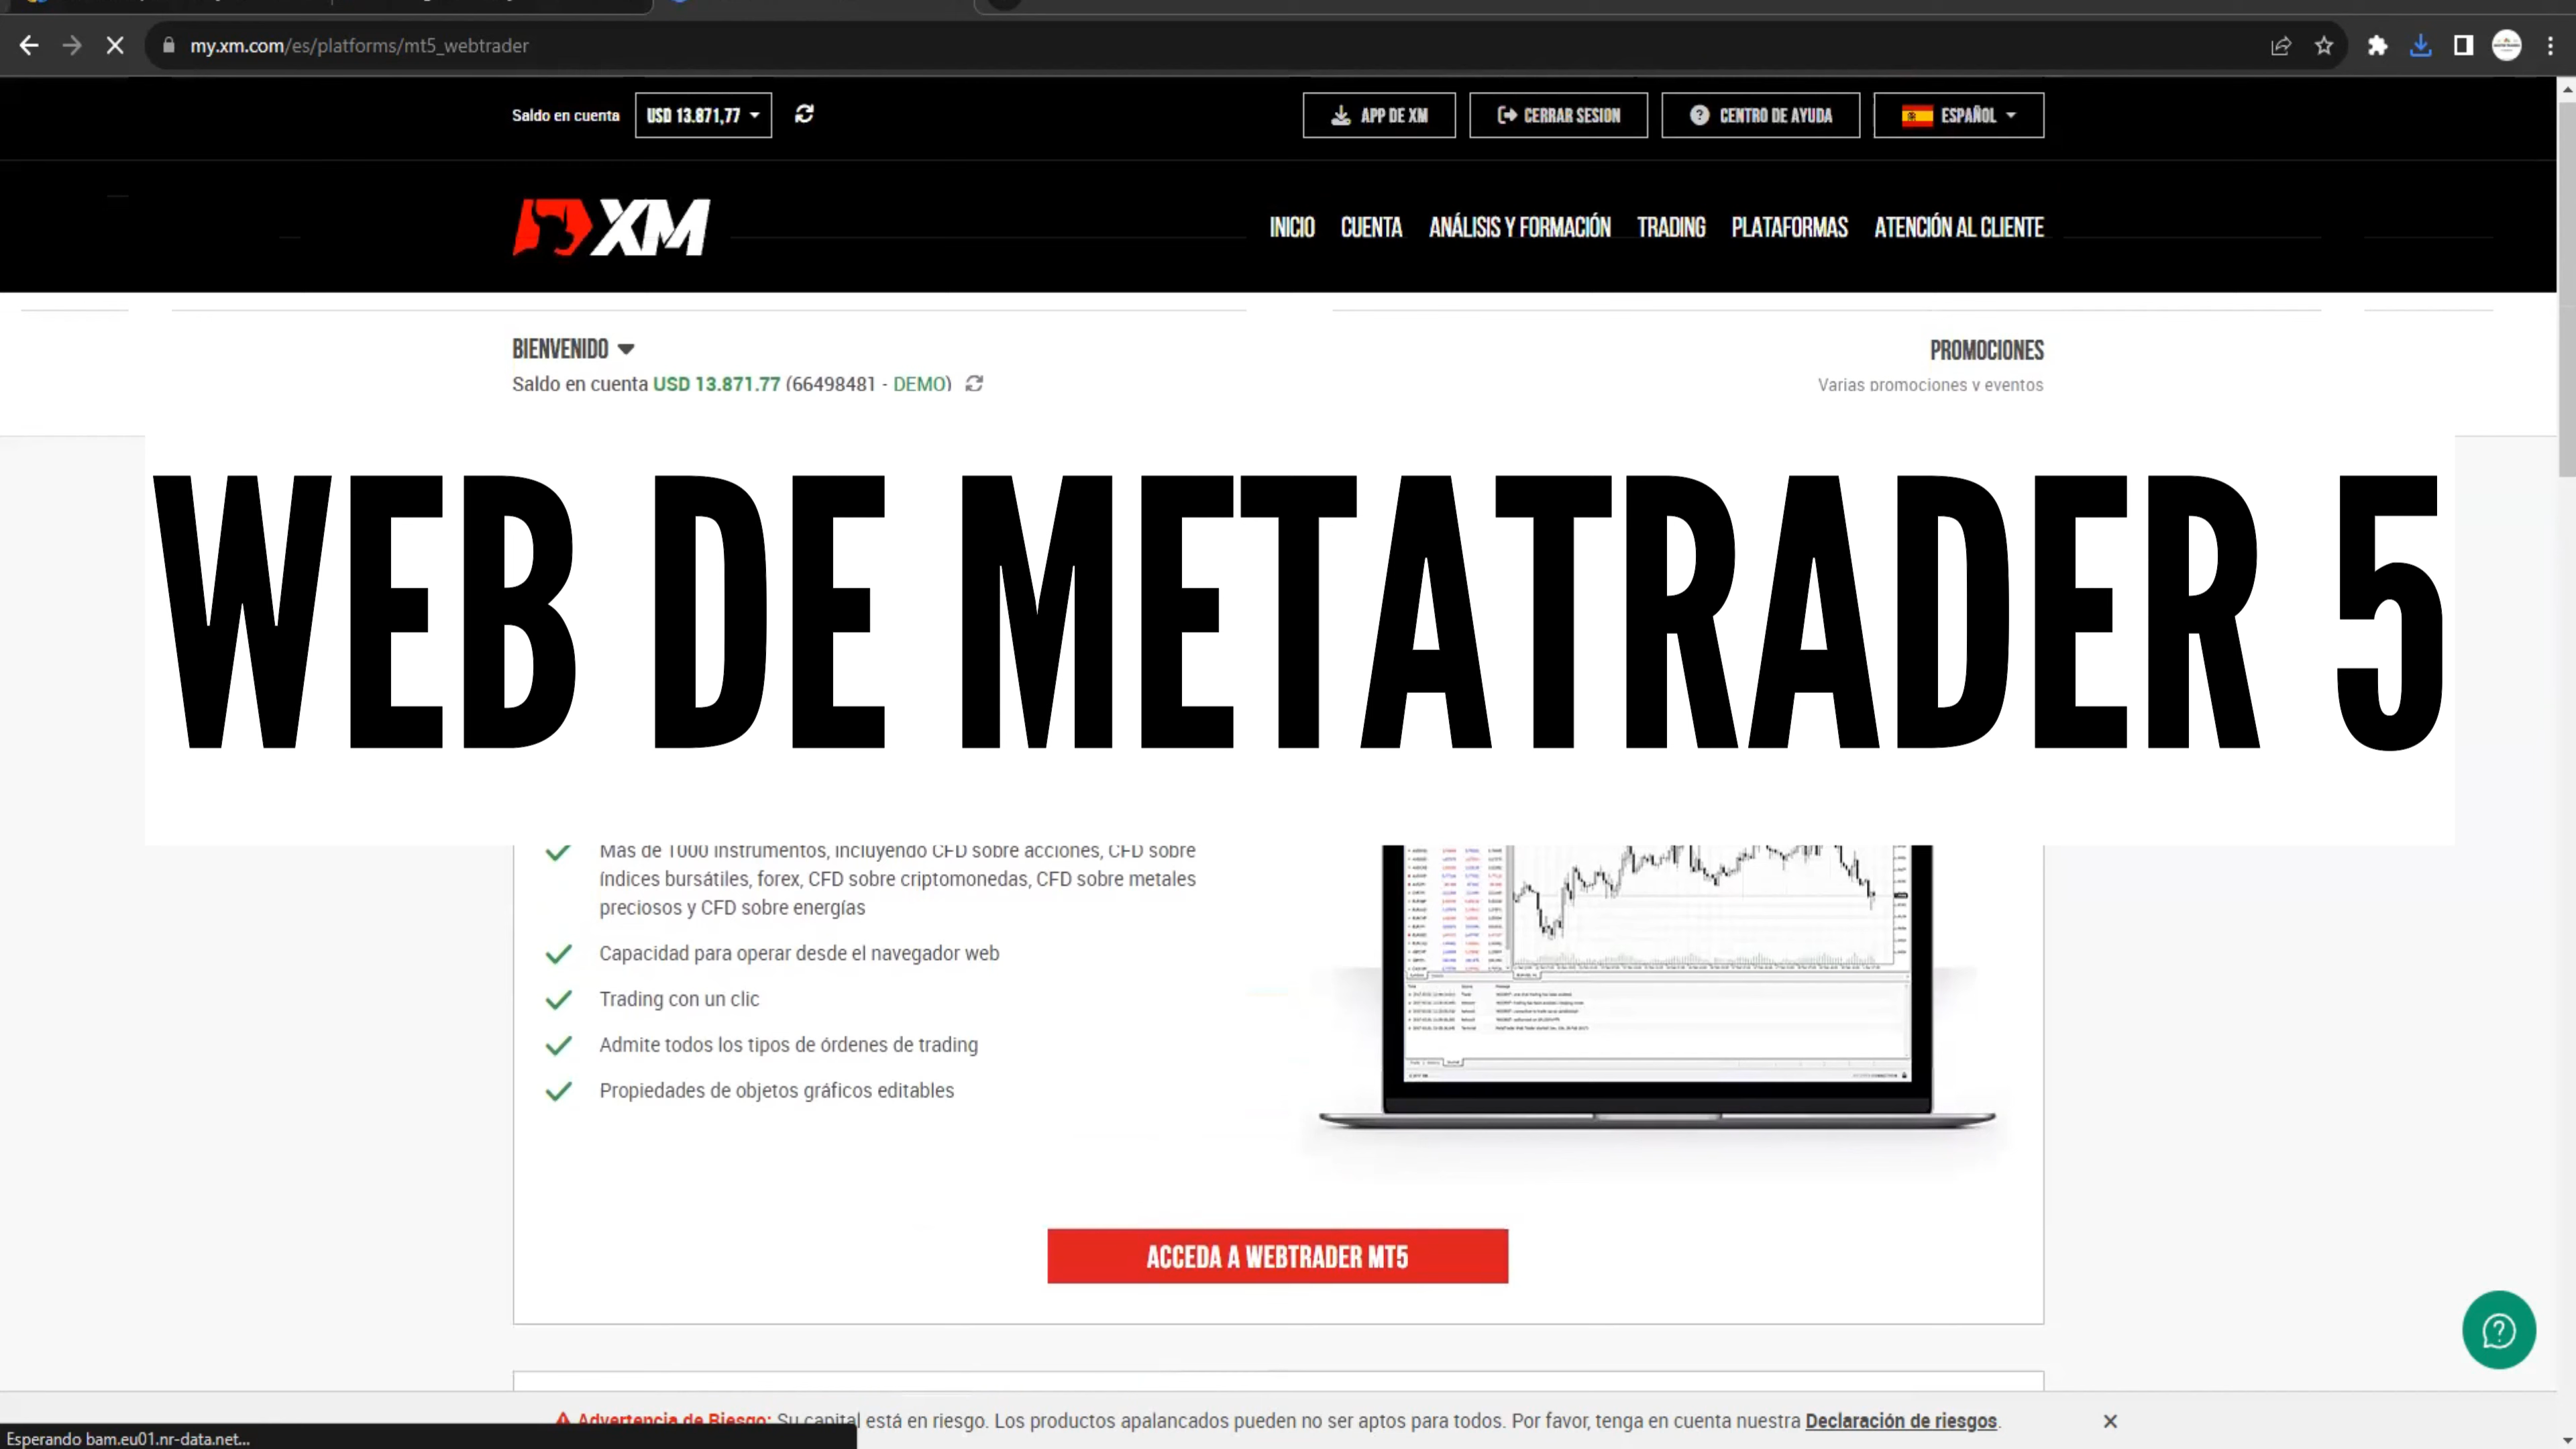 my.xm.com/es/platforms/mt5_webtrader
Saldo en cuenta
USD 13.871,77
APP DE XM
CERRAR SESION
CENTRO DE AYUDA
ESPAÑOL
XM
INICIO
CUENTA
ANÁLISIS Y FORMACIÓN
TRADING
PLATAFORMAS
ATENCIÓN AL CLIENTE
BIENVENIDO
Saldo en cuenta USD 13.871.77 (66498481 - DEMO)
PROMOCIONES
Varias promociones y eventos
WEB DE METATRADER 5
Más de 1000 instrumentos, incluyendo CFD sobre acciones, CFD sobre
índices bursátiles, forex, CFD sobre criptomonedas, CFD sobre metales
preciosos y CFD sobre energías
Capacidad para operar desde el navegador web
Trading con un clic
Admite todos los tipos de órdenes de trading
Propiedades de objetos gráficos editables
ACCEDA A WEBTRADER MT5
Advertencia de Riesgo: Su capital está en riesgo. Los productos apalancados pueden no ser aptos para todos. Por favor, tenga en cuenta nuestra Declaración de riesgos.
Esperando bam.eu01.nr-data.net...